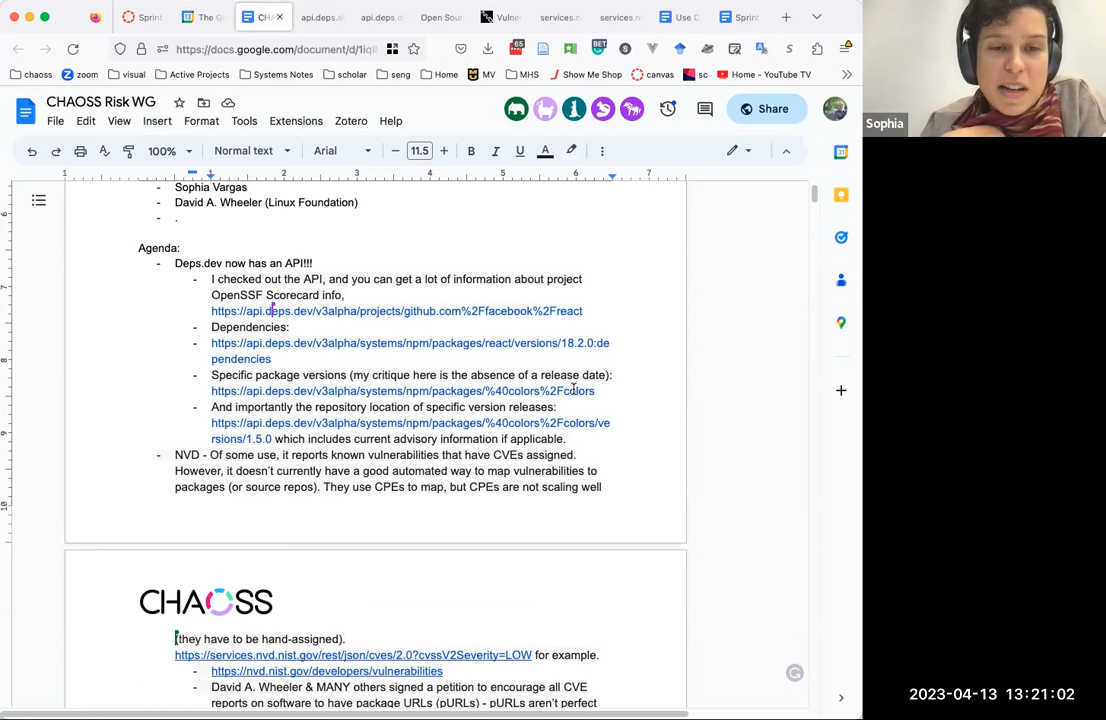 Sprint
The G
CHA
api.deps.d
api.deps.d
Open Sour
Vulner
services.n
services.n
Use C
Sprint
https://docs.google.com/document/d/1iqI
65
BETA
chaoss
zoom
visual
Active Projects
Systems Notes
scholar
seng
Home
MV
MHS
Show Me Shop
canvas
sc
Home - YouTube TV
CHAOSS Risk WG
File Edit View Insert Format Tools Extensions Zotero Help
Share
100% Normal text Arial 11.5
1 1 2 3 4 5 6 7
- Sophia Vargas
- David A. Wheeler (Linux Foundation)
- .
Agenda:
- Deps.dev now has an API!!!
- I checked out the API, and you can get a lot of information about project
OpenSSF Scorecard info,
https://api.deps.dev/v3alpha/projects/github.com%2Ffacebook%2Freact
- Dependencies:
- https://api.deps.dev/v3alpha/systems/npm/packages/react/versions/18.2.0:de
pendencies
- Specific package versions (my critique here is the absence of a release date):
https://api.deps.dev/v3alpha/systems/npm/packages/%40colors%2Fcolors
- And importantly the repository location of specific version releases:
https://api.deps.dev/v3alpha/systems/npm/packages/%40colors%2Fcolors/ve
rsions/1.5.0 which includes current advisory information if applicable.
- NVD - Of some use, it reports known vulnerabilities that have CVEs assigned.
However, it doesn't currently have a good automated way to map vulnerabilities to
packages (or source repos). They use CPEs to map, but CPEs are not scaling well
CHAOSS
(they have to be hand-assigned).
https://services.nvd.nist.gov/rest/json/cves/2.0?cvssV2Severity=LOW for example.
- https://nvd.nist.gov/developers/vulnerabilities
- David A. Wheeler & MANY others signed a petition to encourage all CVE
reports on software to have package URLs (pURLs) - pURLs aren't perfect
Sophia
2023-04-13 13:21:02